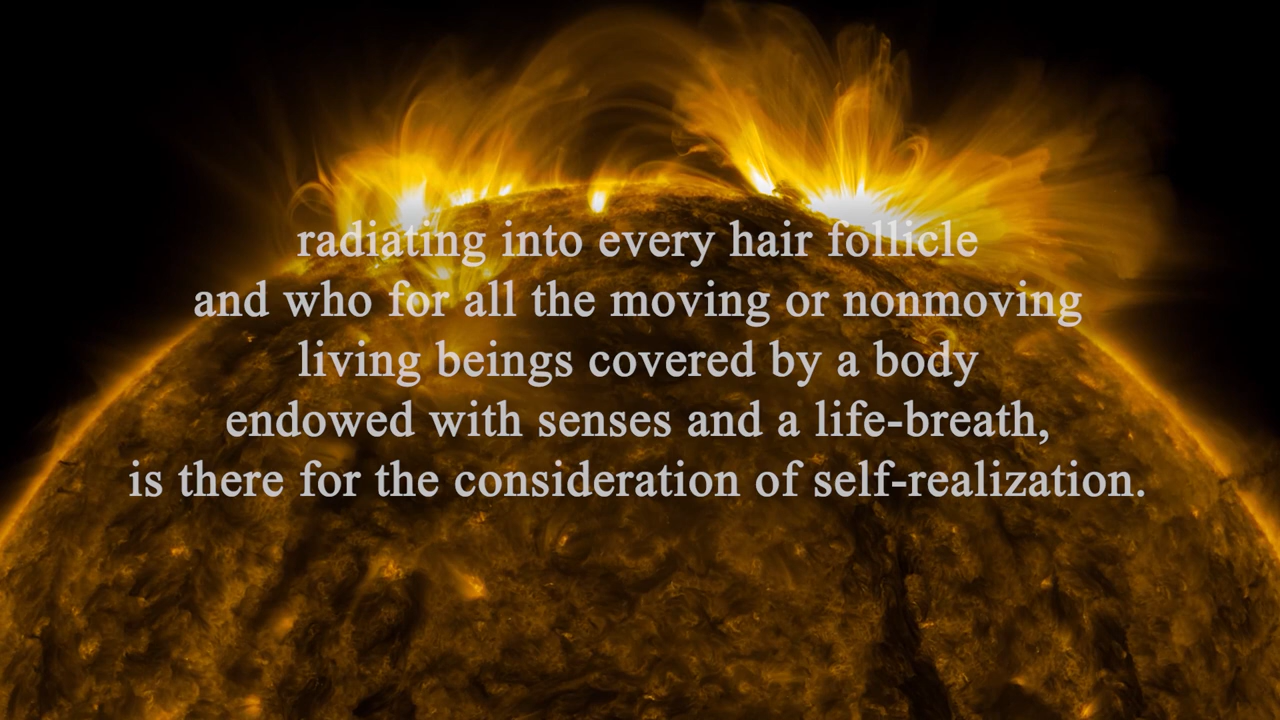 radiating into every hair follicle
and who for all the moving or nonmoving
living beings covered by a body
endowed with senses and a life-breath,
is there for the consideration of self-realization.